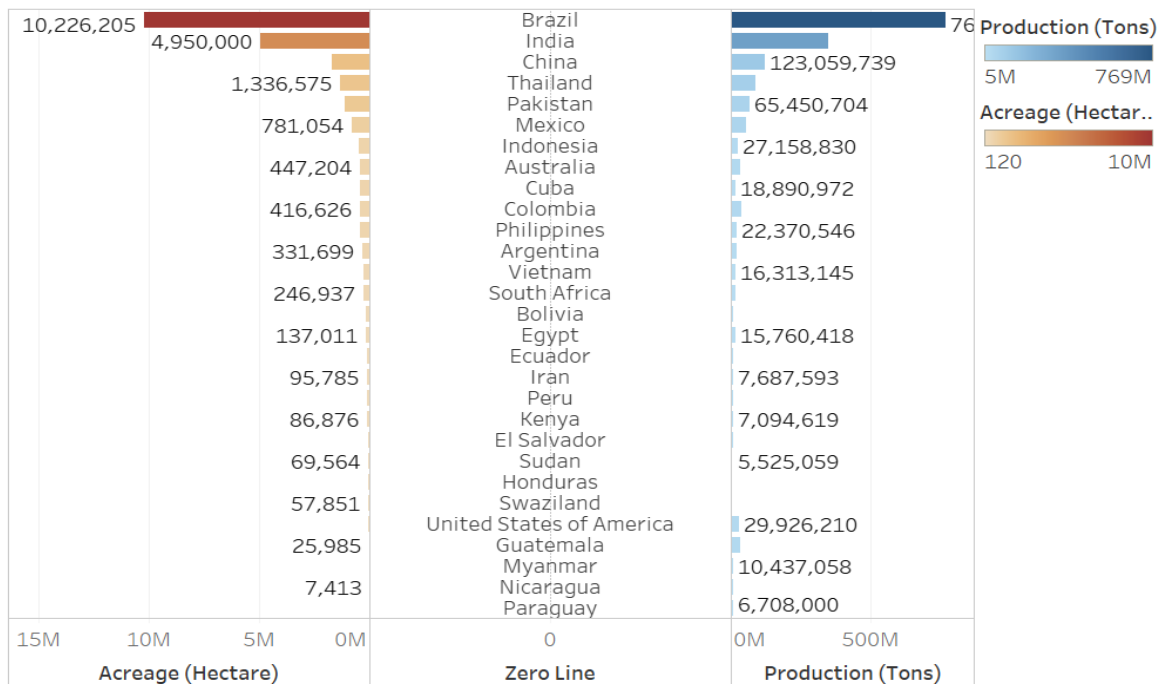 10,226,205 Brazil 76
4,950,000 India
China 123,059,739
1,336,575 Thailand
Pakistan 65,450,704
781,054 Mexico
Indonesia 27,158,830
447,204 Australia
Cuba 18,890,972
416,626 Colombia
Philippines 22,370,546
331,699 Argentina
Vietnam 16,313,145
246,937 South Africa
Bolivia
137,011 Egypt 15,760,418
Ecuador
95,785 Iran 7,687,593
Peru
86,876 Kenya 7,094,619
El Salvador
69,564 Sudan 5,525,059
Honduras
57,851 Swaziland
United States of America 29,926,210
25,985 Guatemala
Myanmar 10,437,058
7,413 Nicaragua
Paraguay 6,708,000
15M 10M 5M 0M 0 0M 500M
Acreage (Hectare) Zero Line Production (Tons)
Production (Tons)
5M 769M
Acreage (Hectar..
120 10M